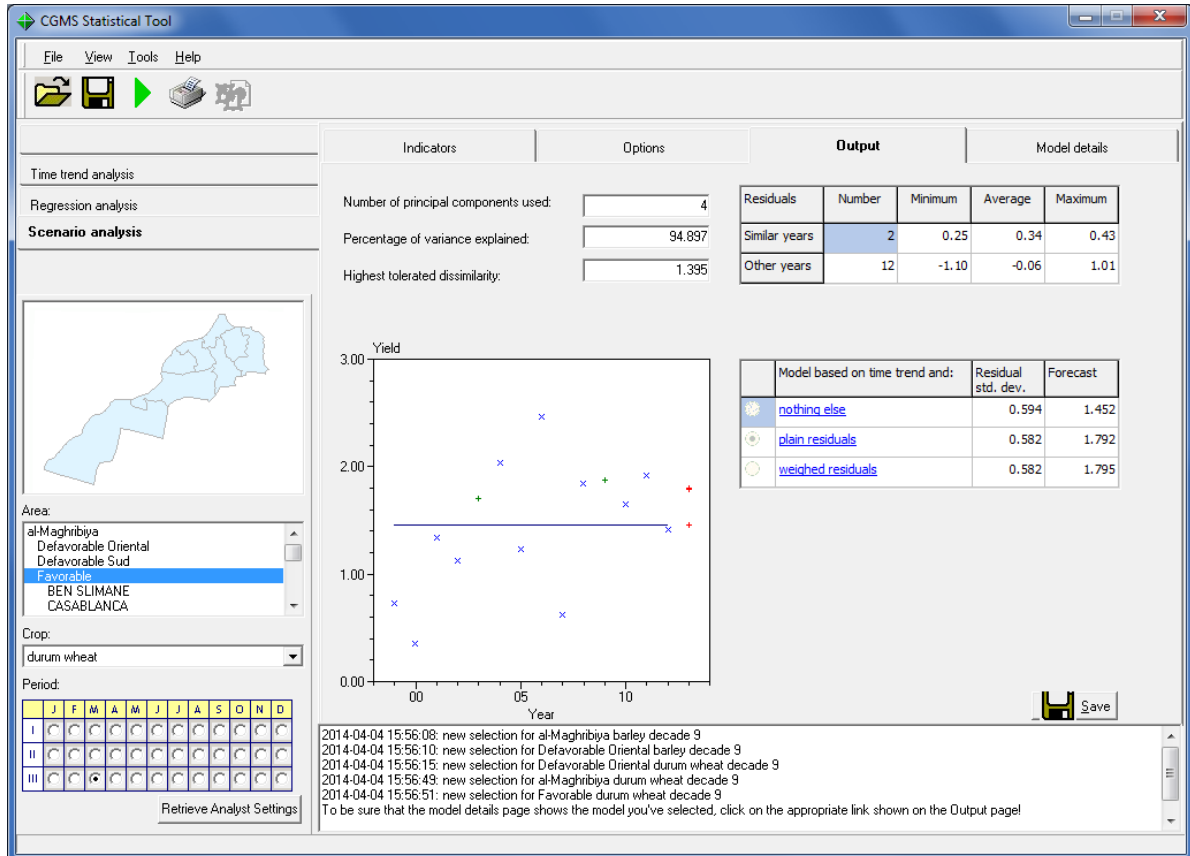 CGMS Statistical Tool
File View Tools Help
Time trend analysis
Regression analysis
Scenario analysis
Indicators Options Output Model details
Number of principal components used: 4
Percentage of variance explained: 94.897
Highest tolerated dissimilarity: 1.395
Residuals Number Minimum Average Maximum
Similar years 2 0.25 0.34 0.43
Other years 12 -1.10 -0.06 1.01
Yield
3.00
2.00
1.00
0.00
00 05 10
Year
Model based on time trend and: Residual std. dev. Forecast
nothing else 0.594 1.452
plain residuals 0.582 1.792
weighed residuals 0.582 1.795
Save
Area:
al-Maghribiya
Defavorable Oriental
Defavorable Sud
Favorable
BEN SLIMANE
CASABLANCA
Crop:
durum wheat
Period:
J F M A M J J A S O N D
I
II
III
Retrieve Analyst Settings
2014-04-04 15:56:08: new selection for al-Maghribiya barley decade 9
2014-04-04 15:56:10: new selection for Defavorable Oriental barley decade 9
2014-04-04 15:56:15: new selection for Defavorable Oriental durum wheat decade 9
2014-04-04 15:56:49: new selection for al-Maghribiya durum wheat decade 9
2014-04-04 15:56:51: new selection for Favorable durum wheat decade 9
To be sure that the model details page shows the model you've selected, click on the appropriate link shown on the Output page!